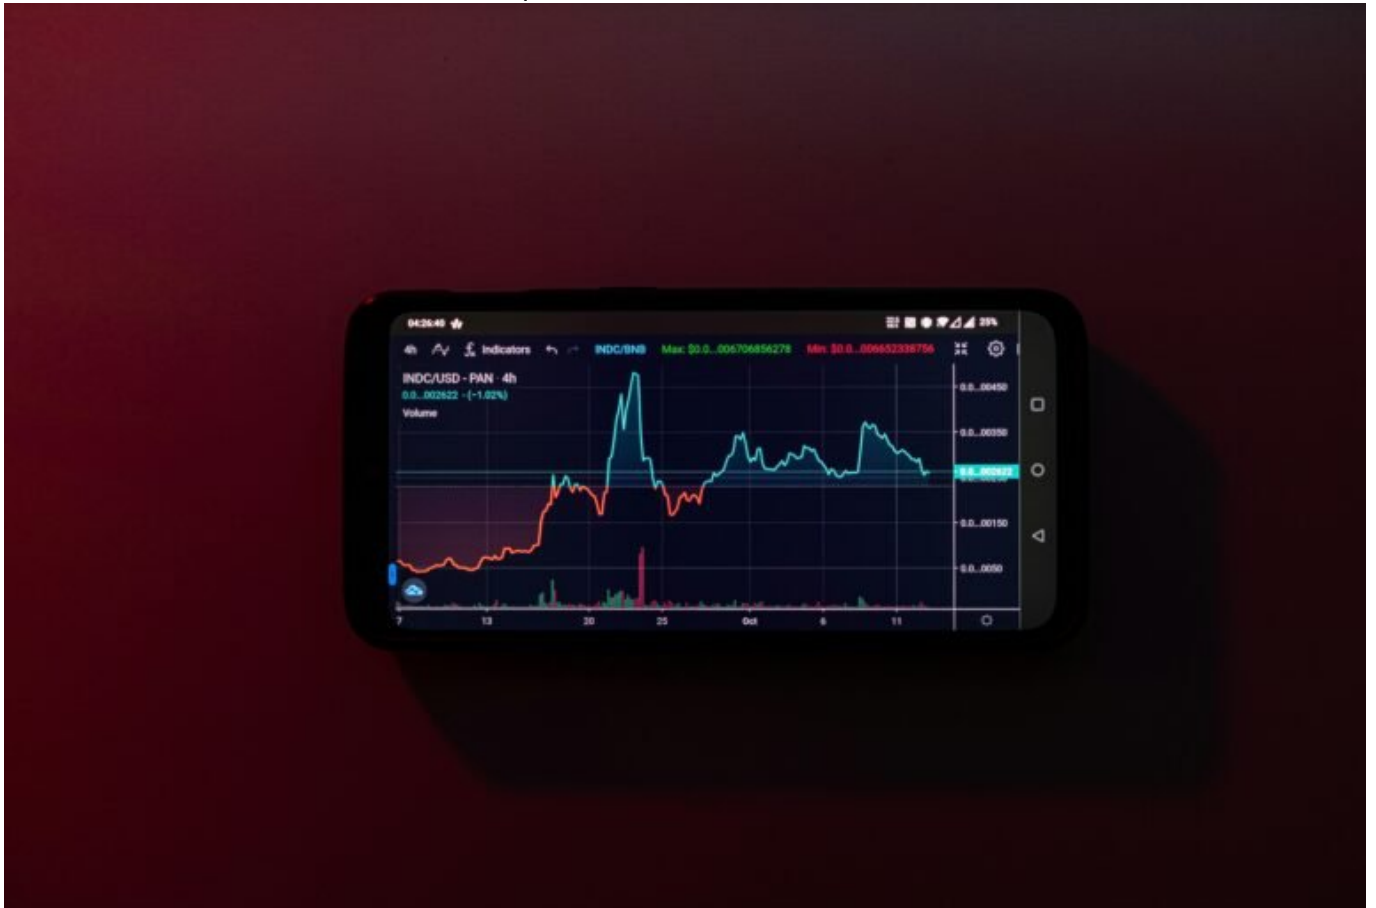 04:26:40 25%
4h Indicators INDC/BNB Max: $0.0...006706856278 Min: $0.0...006652338756
INDC/USD - PAN · 4h
0.0...002622 - (-1.02%)
Volume
0.0...00450
0.0...00350
0.0...002622
0.0...00150
0.0...0050
7 13 20 25 Oct 6 11